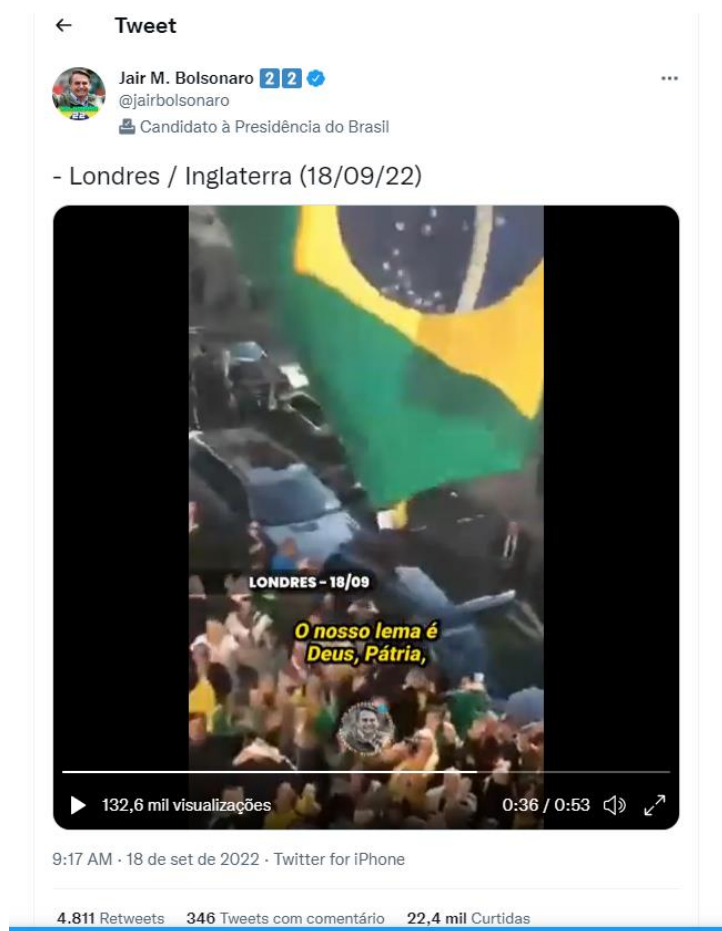 Tweet
Jair M. Bolsonaro 2 2
@jairbolsonaro
Candidato à Presidência do Brasil
- Londres / Inglaterra (18/09/22)
LONDRES - 18/09
O nosso lema é
Deus, Pátria,
132,6 mil visualizações 0:36 / 0:53
9:17 AM · 18 de set de 2022 · Twitter for iPhone
4.811 Retweets 346 Tweets com comentário 22,4 mil Curtidas